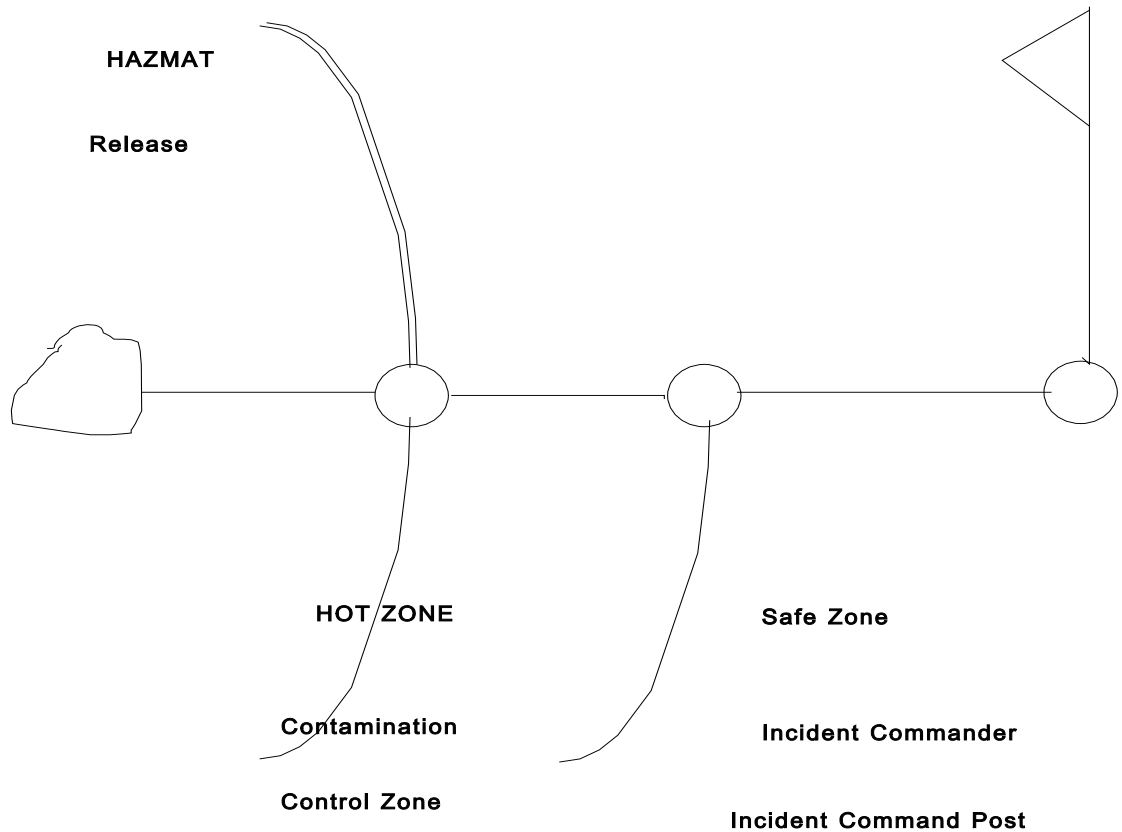 HAZMAT
Release
HOT ZONE
Safe Zone
Contamination
Incident Commander
Control Zone
Incident Command Post